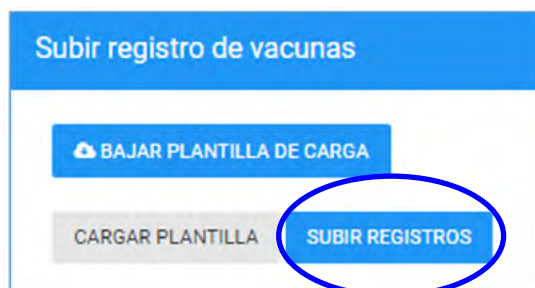 Subir registro de vacunas
BAJAR PLANTILLA DE CARGA
CARGAR PLANTILLA SUBIR REGISTROS